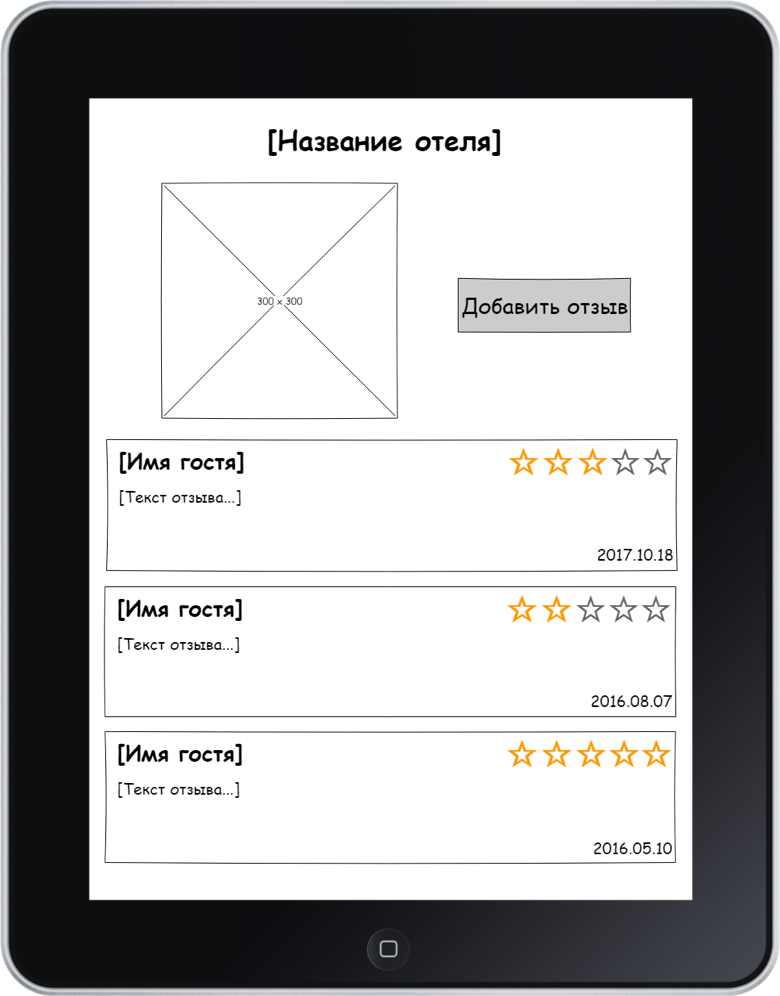 [Название отеля]
300 x 300
Добавить отзыв
[Имя гостя]
[Текст отзыва...]
2017.10.18
[Имя гостя]
[Текст отзыва...]
2016.08.07
[Имя гостя]
[Текст отзыва...]
2016.05.10